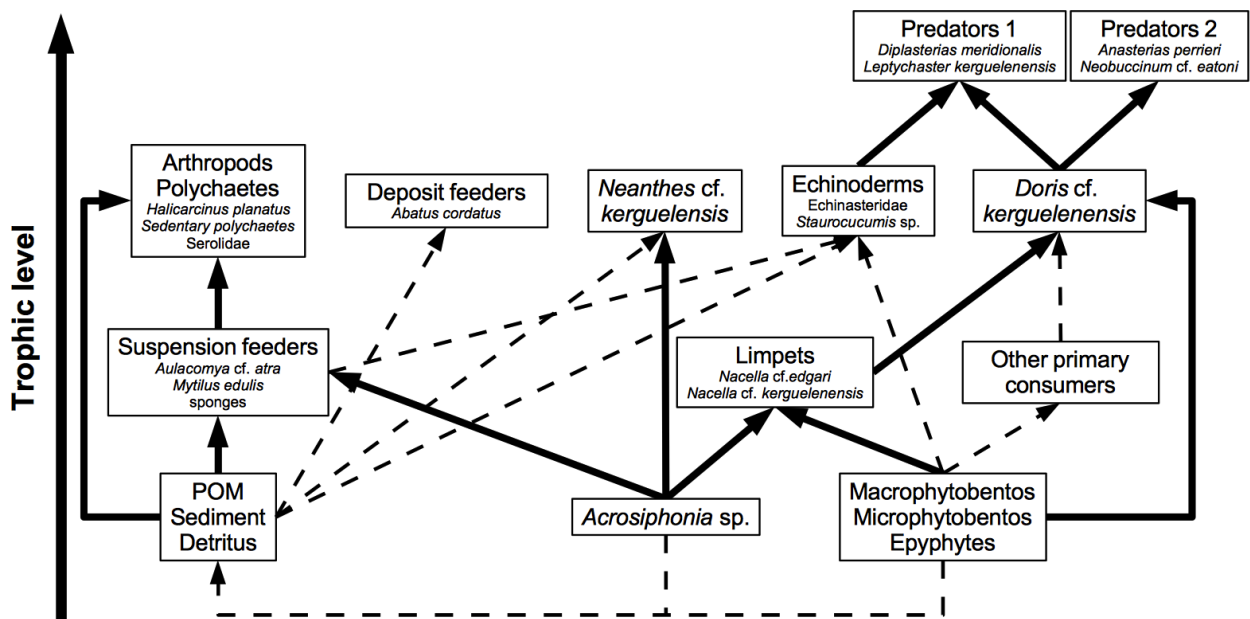 Trophic level
Predators 1
Diplasterias meridionalis
Leptychaster kerguelenensis
Predators 2
Anasterias perrieri
Neobuccinum cf. eatoni
Arthropods
Polychaetes
Halicarcinus planatus
Sedentary polychaetes
Serolidae
Deposit feeders
Abatus cordatus
Neanthes cf.
kerguelensis
Echinoderms
Echinasteridae
Staurocucumis sp.
Doris cf.
kerguelenensis
Suspension feeders
Aulacomya cf. atra
Mytilus edulis
sponges
Limpets
Nacella cf.edgari
Nacella cf. kerguelenensis
Other primary
consumers
POM
Sediment
Detritus
Acrosiphonia sp.
Macrophytobentos
Microphytobentos
Epyphytes